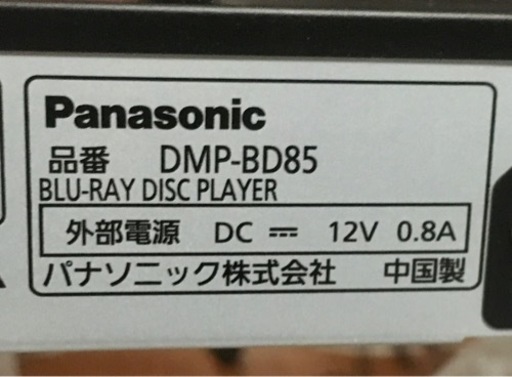 Panasonic
品番 DMP-BD85
BLU-RAY DISC PLAYER
外部電源 DC ⎓ 12V 0.8A
パナソニック株式会社 中国製